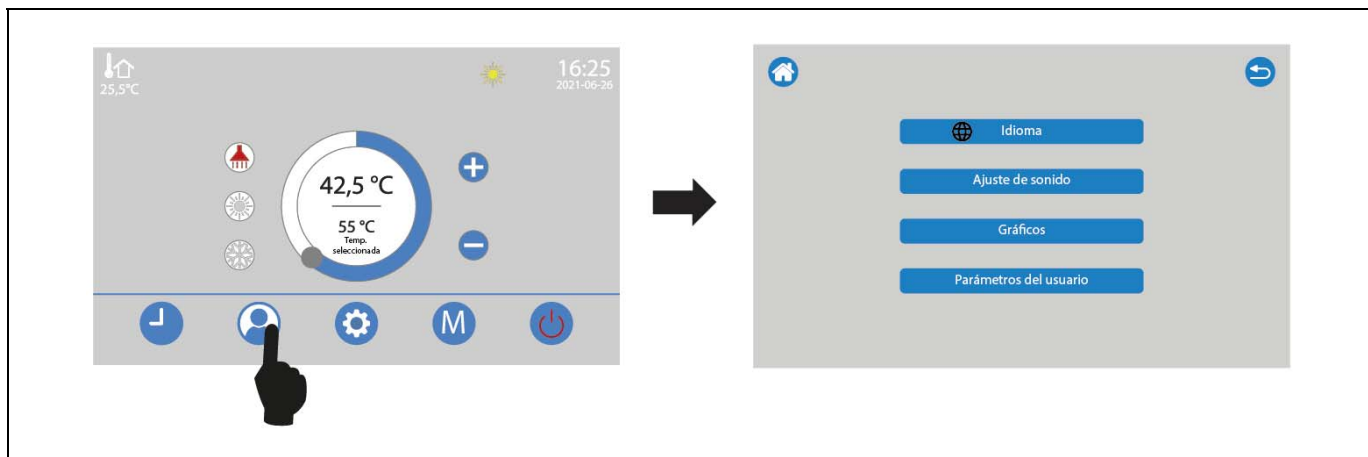 25,5°C
16:25
2021-06-26
42,5 °C
55 °C
Temp.
seleccionada
M
Idioma
Ajuste de sonido
Gráficos
Parámetros del usuario